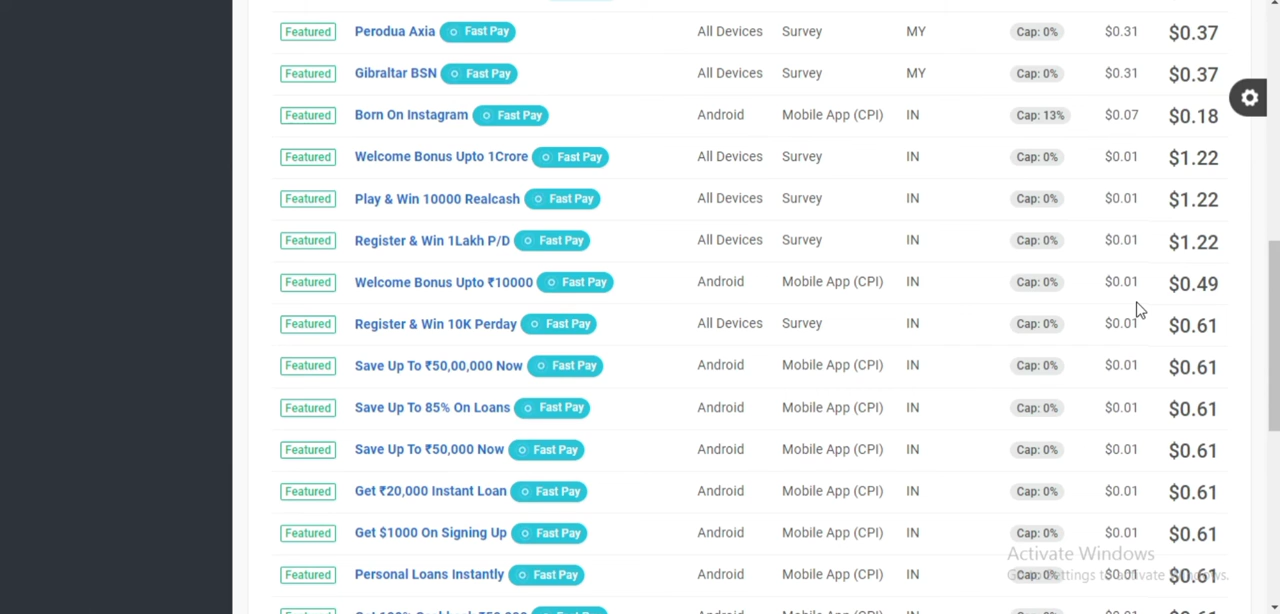 Featured Perodua Axia Fast Pay All Devices Survey MY Cap: 0% $0.31 $0.37
Featured Gibraltar BSN Fast Pay All Devices Survey MY Cap: 0% $0.31 $0.37
Featured Born On Instagram Fast Pay Android Mobile App (CPI) IN Cap: 13% $0.07 $0.18
Featured Welcome Bonus Upto 1Crore Fast Pay All Devices Survey IN Cap: 0% $0.01 $1.22
Featured Play & Win 10000 Realcash Fast Pay All Devices Survey IN Cap: 0% $0.01 $1.22
Featured Register & Win 1Lakh P/D Fast Pay All Devices Survey IN Cap: 0% $0.01 $1.22
Featured Welcome Bonus Upto ₹10000 Fast Pay Android Mobile App (CPI) IN Cap: 0% $0.01 $0.49
Featured Register & Win 10K Perday Fast Pay All Devices Survey IN Cap: 0% $0.01 $0.61
Featured Save Up To ₹50,00,000 Now Fast Pay Android Mobile App (CPI) IN Cap: 0% $0.01 $0.61
Featured Save Up To 85% On Loans Fast Pay Android Mobile App (CPI) IN Cap: 0% $0.01 $0.61
Featured Save Up To ₹50,000 Now Fast Pay Android Mobile App (CPI) IN Cap: 0% $0.01 $0.61
Featured Get ₹20,000 Instant Loan Fast Pay Android Mobile App (CPI) IN Cap: 0% $0.01 $0.61
Featured Get $1000 On Signing Up Fast Pay Android Mobile App (CPI) IN Cap: 0% $0.01 $0.61
Activate Windows
Featured Personal Loans Instantly Fast Pay Android Mobile App (CPI) IN Cap: 0% $0.01 $0.61